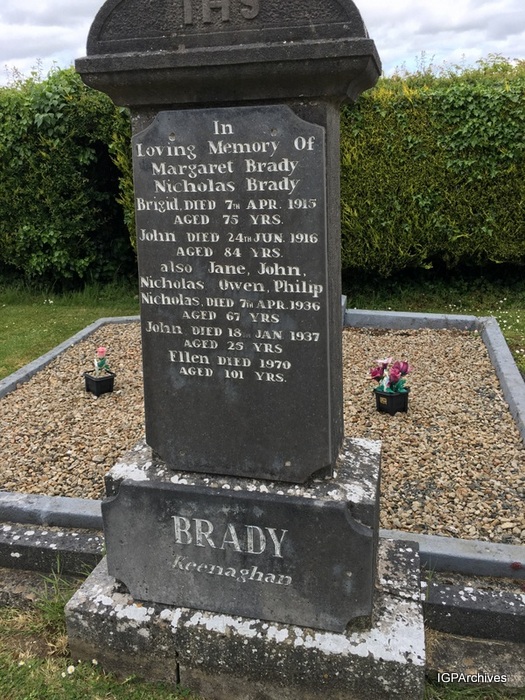 IHS
In
Loving Memory Of
Margaret Brady
Nicholas Brady
Brigid, DIED 7TH APR. 1915
AGED 75 YRS.
John DIED 24TH JUN. 1916
AGED 84 YRS.
also Jane, John,
Nicholas Owen, Philip
Nicholas, DIED 7TH APR 1936
AGED 67 YRS
John DIED 18TH JAN 1937
AGED 25 YRS
Ellen DIED 1970
AGED 101 YRS.
BRADY
Keenaghan
IGPArchives